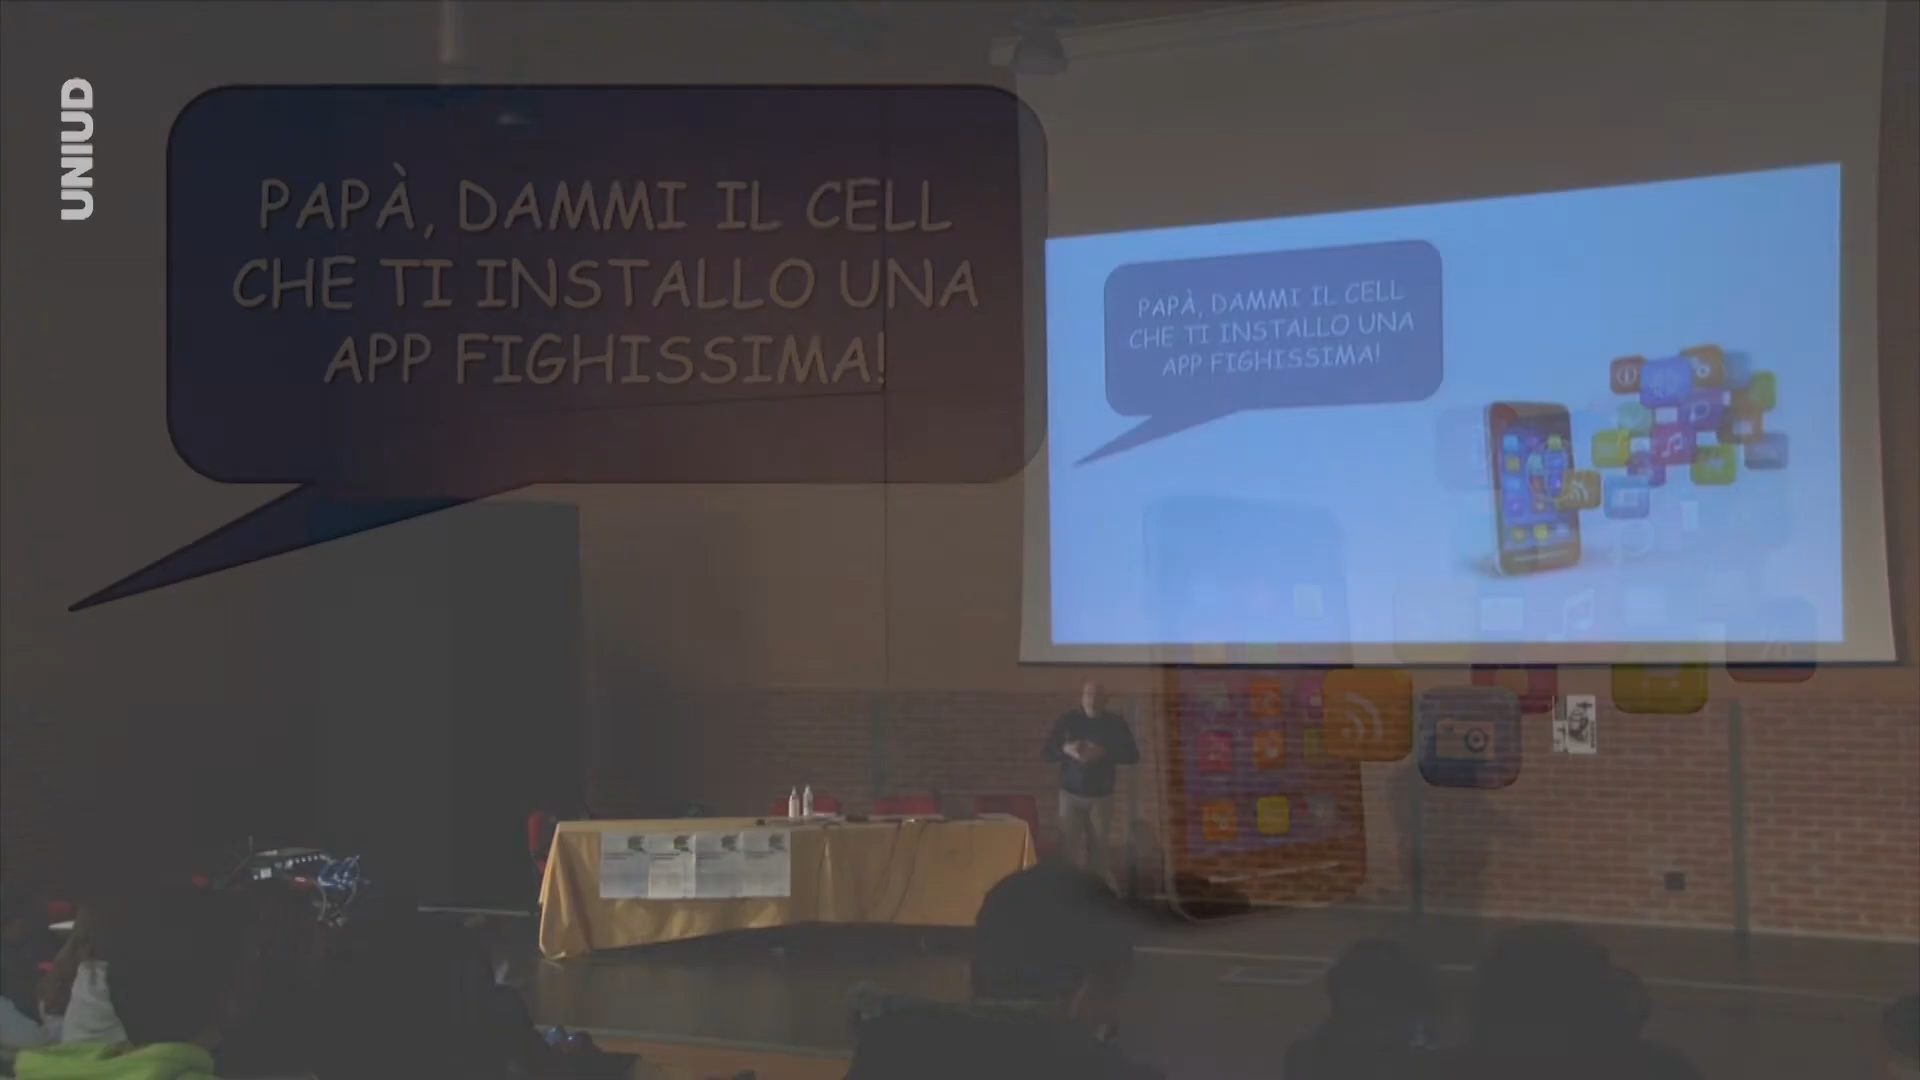 UNIUD
PAPÀ, DAMMI IL CELL
CHE TI INSTALLO UNA
APP FIGHISSIMA!
PAPÀ, DAMMI IL CELL
CHE TI INSTALLO UNA
APP FIGHISSIMA!